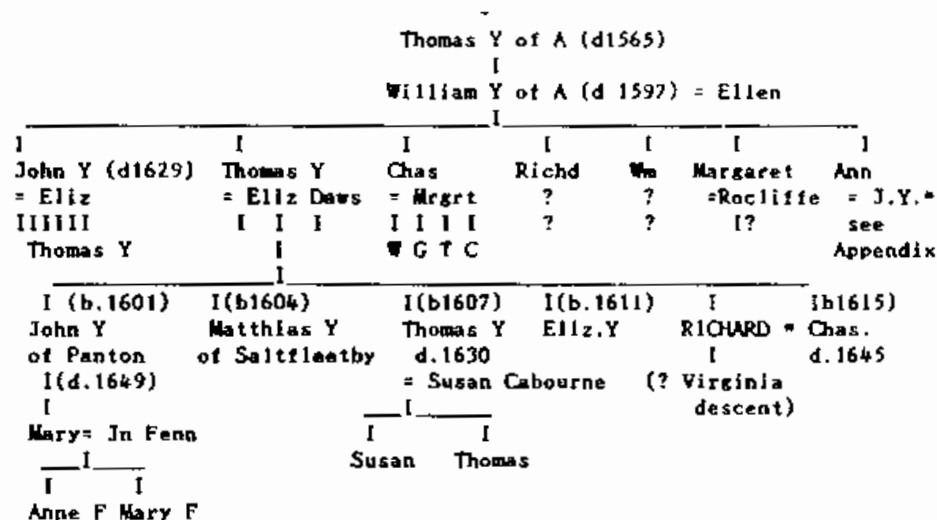 Thomas Y of A (d1565)
I
William Y of A (d 1597) = Ellen
I
I I I I I I I
John Y (d1629) Thomas Y Chas Richd Wm Margaret Ann
= Eliz = Eliz Daws = Mrgrt ? ? =Rocliffe = J.Y.*
IIIIII I I I I I I I ? ? I? see
Thomas Y I W G T C Appendix
I
I (b.1601) I(b1604) I(b1607) I(b.1611) I Ib1615)
John Y Matthias Y Thomas Y Eliz.Y RICHARD * Chas.
of Panton of Saltfleetby d.1630 I d.1645
I(d.1649) = Susan Cabourne (? Virginia
I I descent)
Mary= Jn Fenn I I
I Susan Thomas
I I
Anne F Mary F